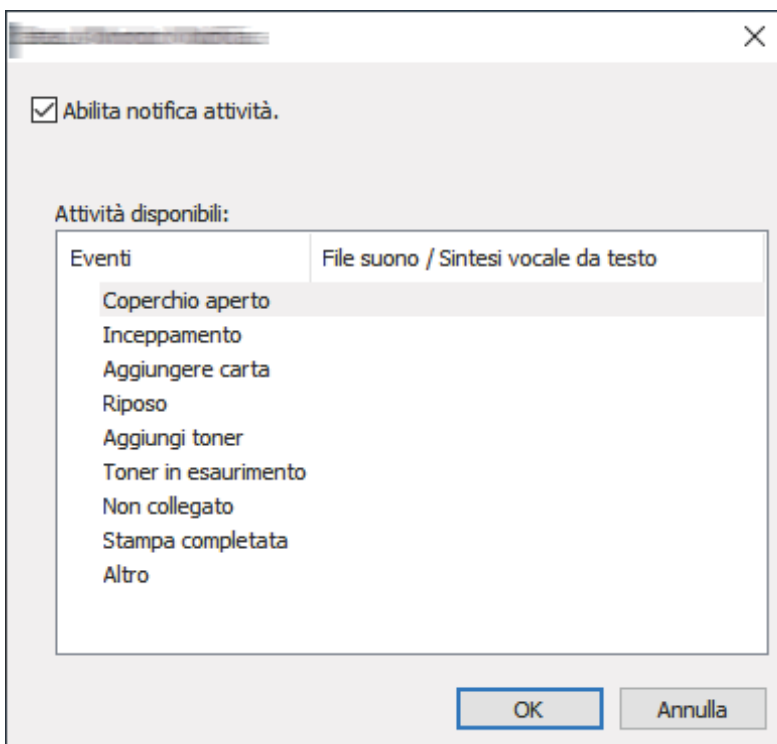 Abilita notifica attività.
Attività disponibili:
Eventi File suono / Sintesi vocale da testo
Coperchio aperto
Inceppamento
Aggiungere carta
Riposo
Aggiungi toner
Toner in esaurimento
Non collegato
Stampa completata
Altro
OK Annulla